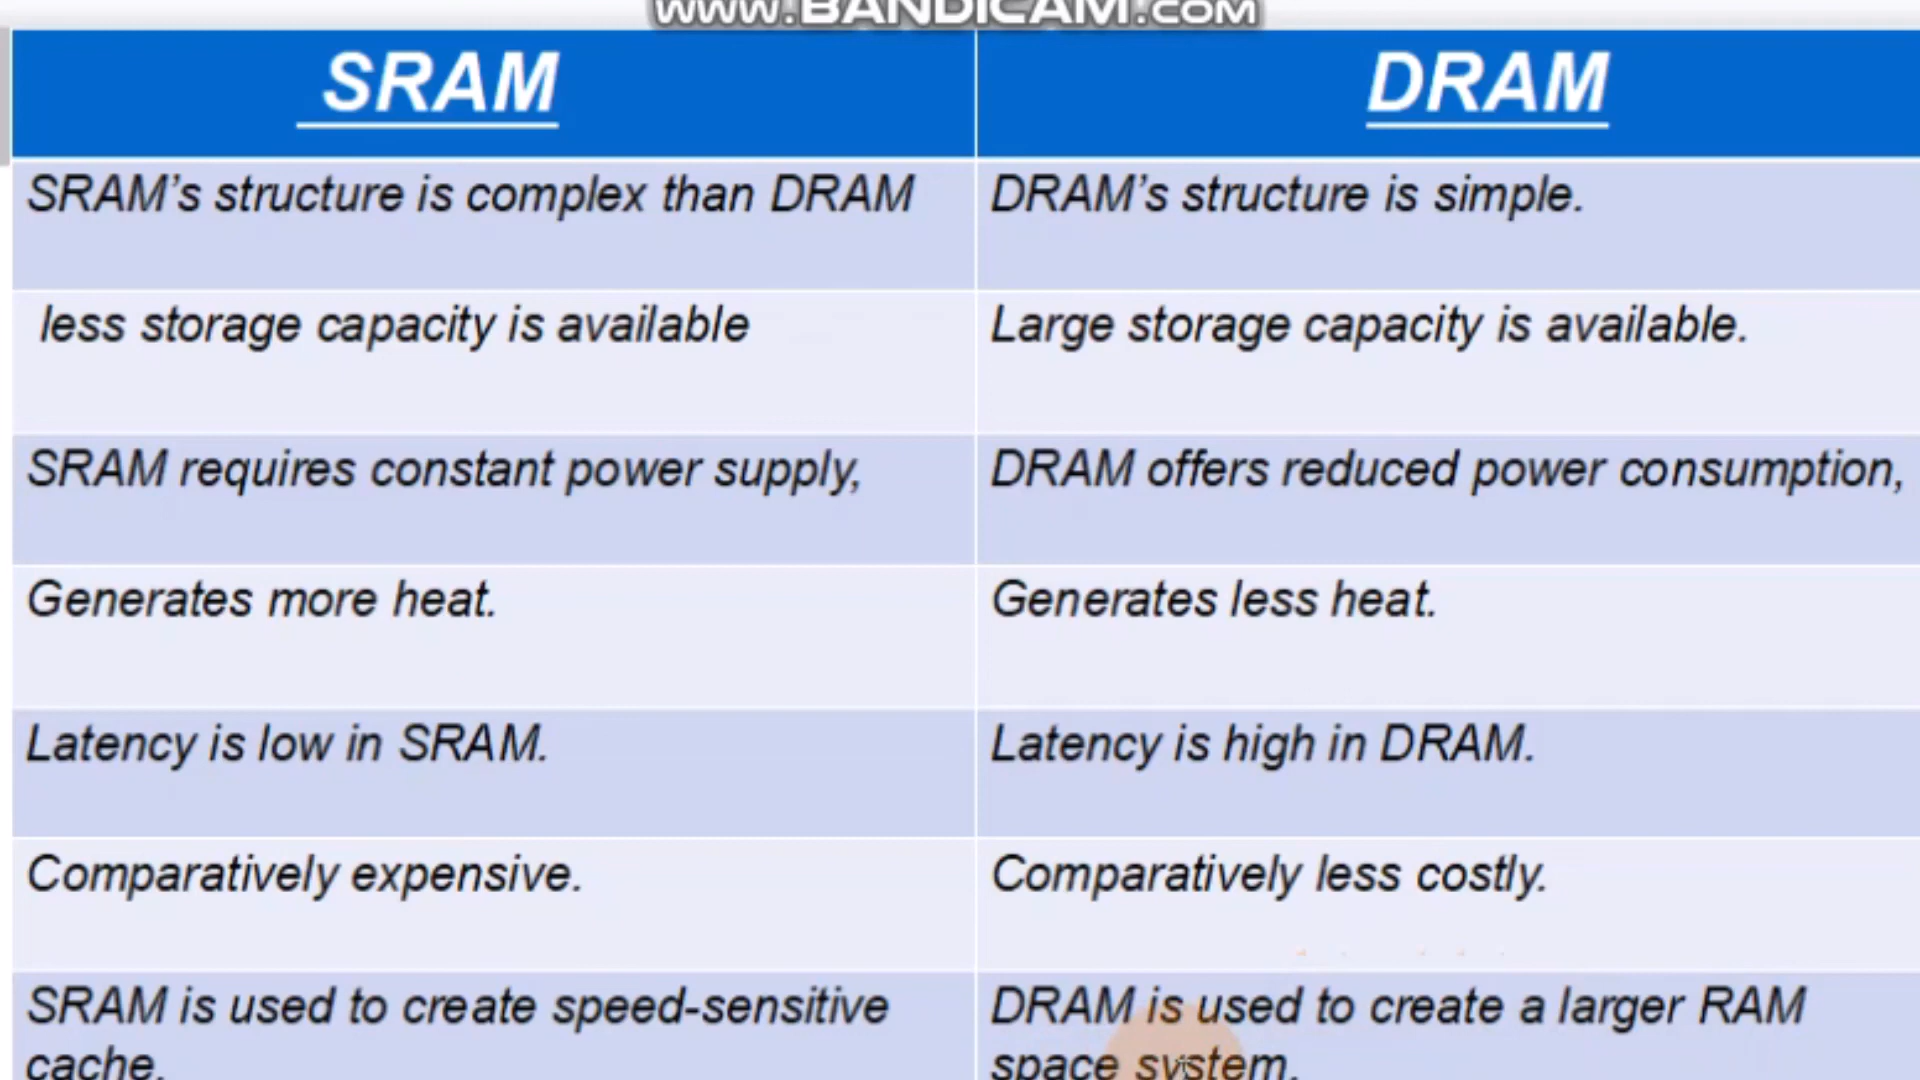 www.BANDICAM.COM
SRAM
DRAM
SRAM's structure is complex than DRAM
DRAM's structure is simple.
less storage capacity is available
Large storage capacity is available.
SRAM requires constant power supply,
DRAM offers reduced power consumption,
Generates more heat.
Generates less heat.
Latency is low in SRAM.
Latency is high in DRAM.
Comparatively expensive.
Comparatively less costly.
SRAM is used to create speed-sensitive
cache.
DRAM is used to create a larger RAM
space system.